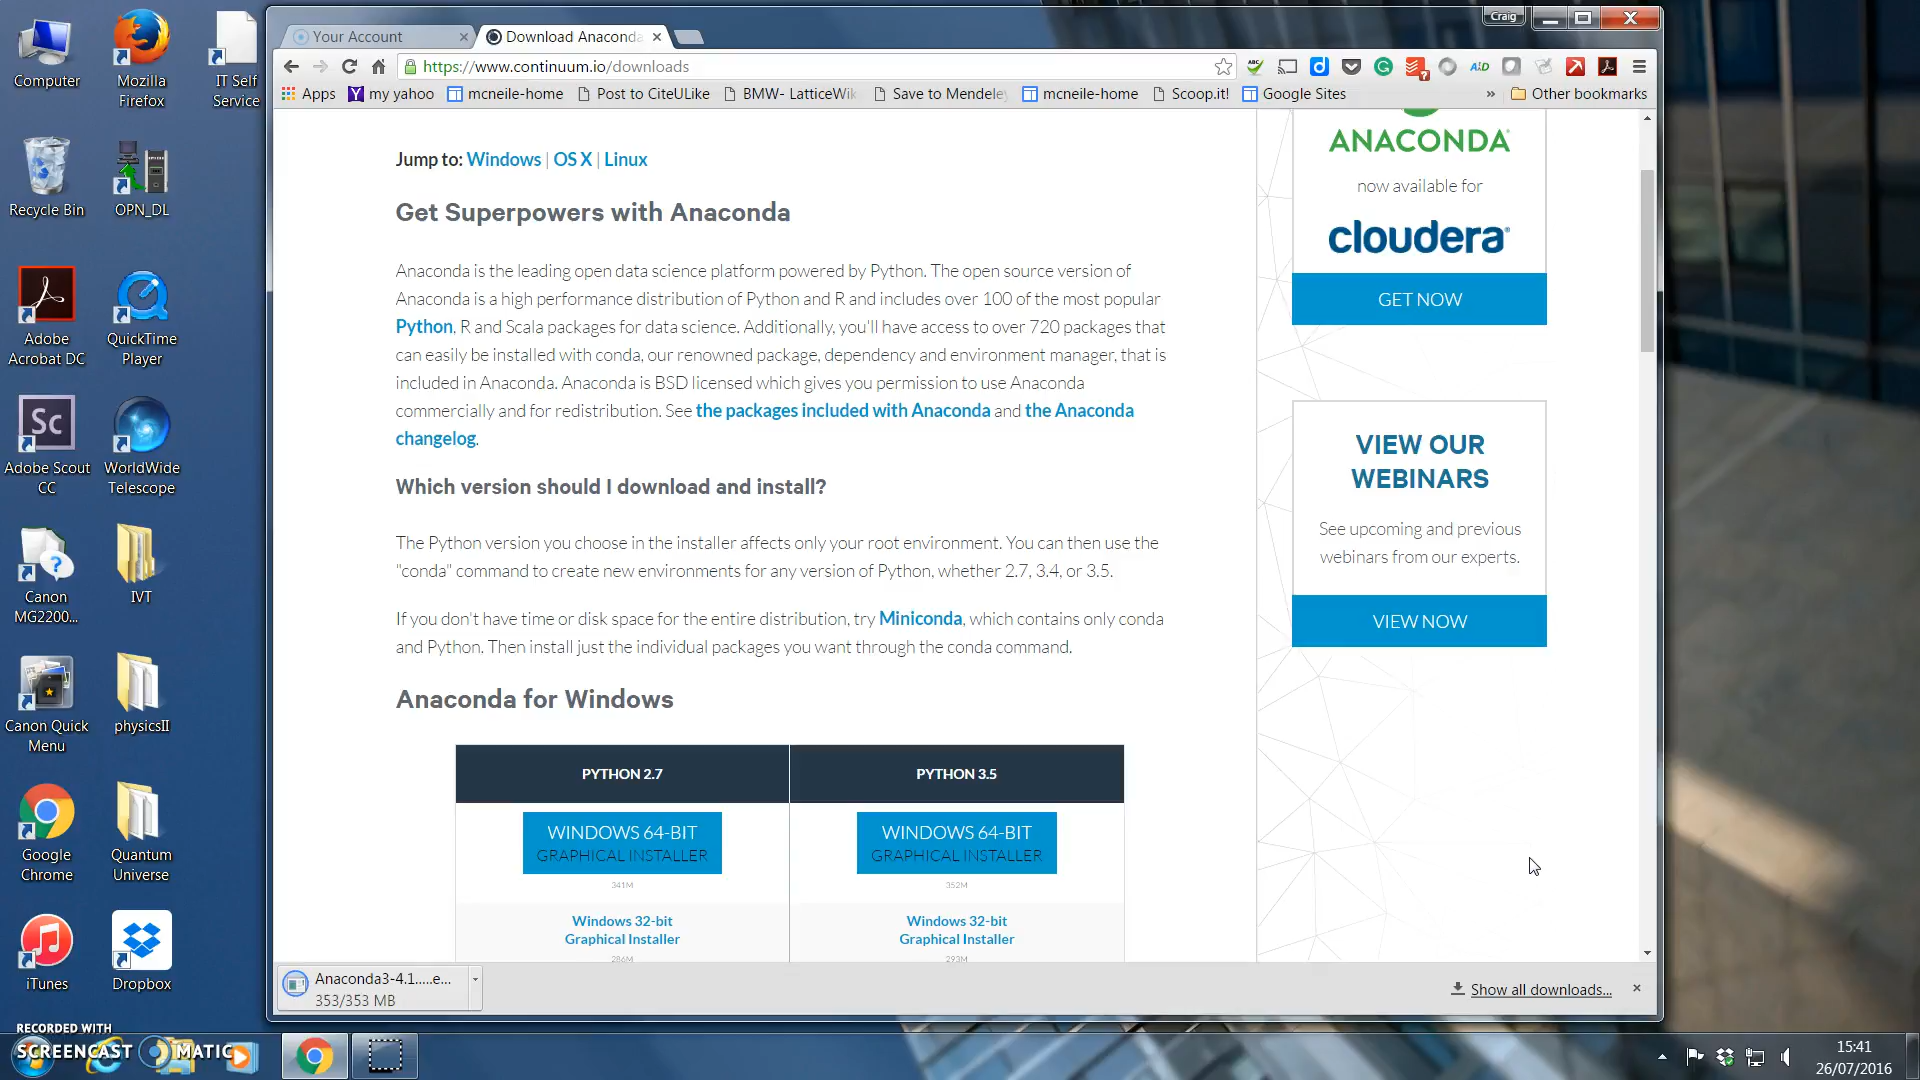 Computer
Mozilla
Firefox
IT Self
Service
Recycle Bin
OPN_DL
Adobe
Acrobat DC
QuickTime
Player
Sc
Adobe Scout
CC
WorldWide
Telescope
Canon
MG2200...
IVT
Canon Quick
Menu
physicsII
Google
Chrome
Quantum
Universe
iTunes
Dropbox
Craig
Your Account
Download Anaconda
https://www.continuum.io/downloads
Apps
my yahoo
mcneile-home
Post to CiteULike
BMW- LatticeWik
Save to Mendeley
mcneile-home
Scoop.it!
Google Sites
»
Other bookmarks
Jump to: Windows | OS X | Linux
Get Superpowers with Anaconda
Anaconda is the leading open data science platform powered by Python. The open source version of
Anaconda is a high performance distribution of Python and R and includes over 100 of the most popular
Python, R and Scala packages for data science. Additionally, you'll have access to over 720 packages that
can easily be installed with conda, our renowned package, dependency and environment manager, that is
included in Anaconda. Anaconda is BSD licensed which gives you permission to use Anaconda
commercially and for redistribution. See the packages included with Anaconda and the Anaconda
changelog.
Which version should I download and install?
The Python version you choose in the installer affects only your root environment. You can then use the
"conda" command to create new environments for any version of Python, whether 2.7, 3.4, or 3.5.
If you don't have time or disk space for the entire distribution, try Miniconda, which contains only conda
and Python. Then install just the individual packages you want through the conda command.
Anaconda for Windows
PYTHON 2.7
PYTHON 3.5
WINDOWS 64-BIT
GRAPHICAL INSTALLER
341M
WINDOWS 64-BIT
GRAPHICAL INSTALLER
352M
Windows 32-bit
Graphical Installer
286M
Windows 32-bit
Graphical Installer
293M
ANACONDA
now available for
cloudera
GET NOW
VIEW OUR
WEBINARS
See upcoming and previous
webinars from our experts.
VIEW NOW
Anaconda3-4.1.....e...
353/353 MB
Show all downloads...
RECORDED WITH
SCREENCAST MATIC
15:41
26/07/2016